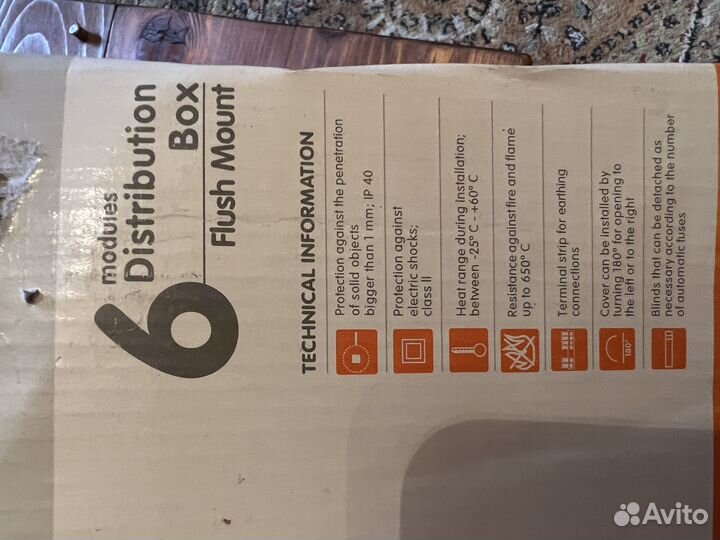 6
modules
Distribution
Box
Flush Mount
TECHNICAL INFORMATION
Protection against the penetration
of solid objects
bigger than 1 mm; IP 40
Protection against
electric shocks;
class II
Heat range during Installation;
between -25° C - +60° C
Resistance against fire and flame
up to 650° C
Terminal strip for earthing
connections
180°
Cover can be installed by
turning 180° for opening to
the left or to the right
Blinds that can be detached as
necessary according to the number
of automatic fuses
Avito